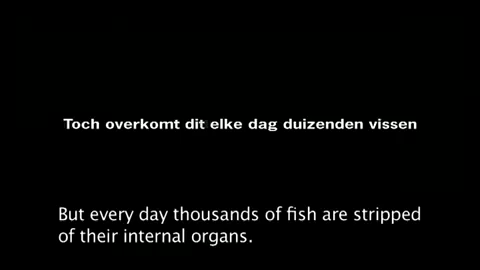 Toch overkomt dit elke dag duizenden vissen
But every day thousands of fish are stripped
of their internal organs.